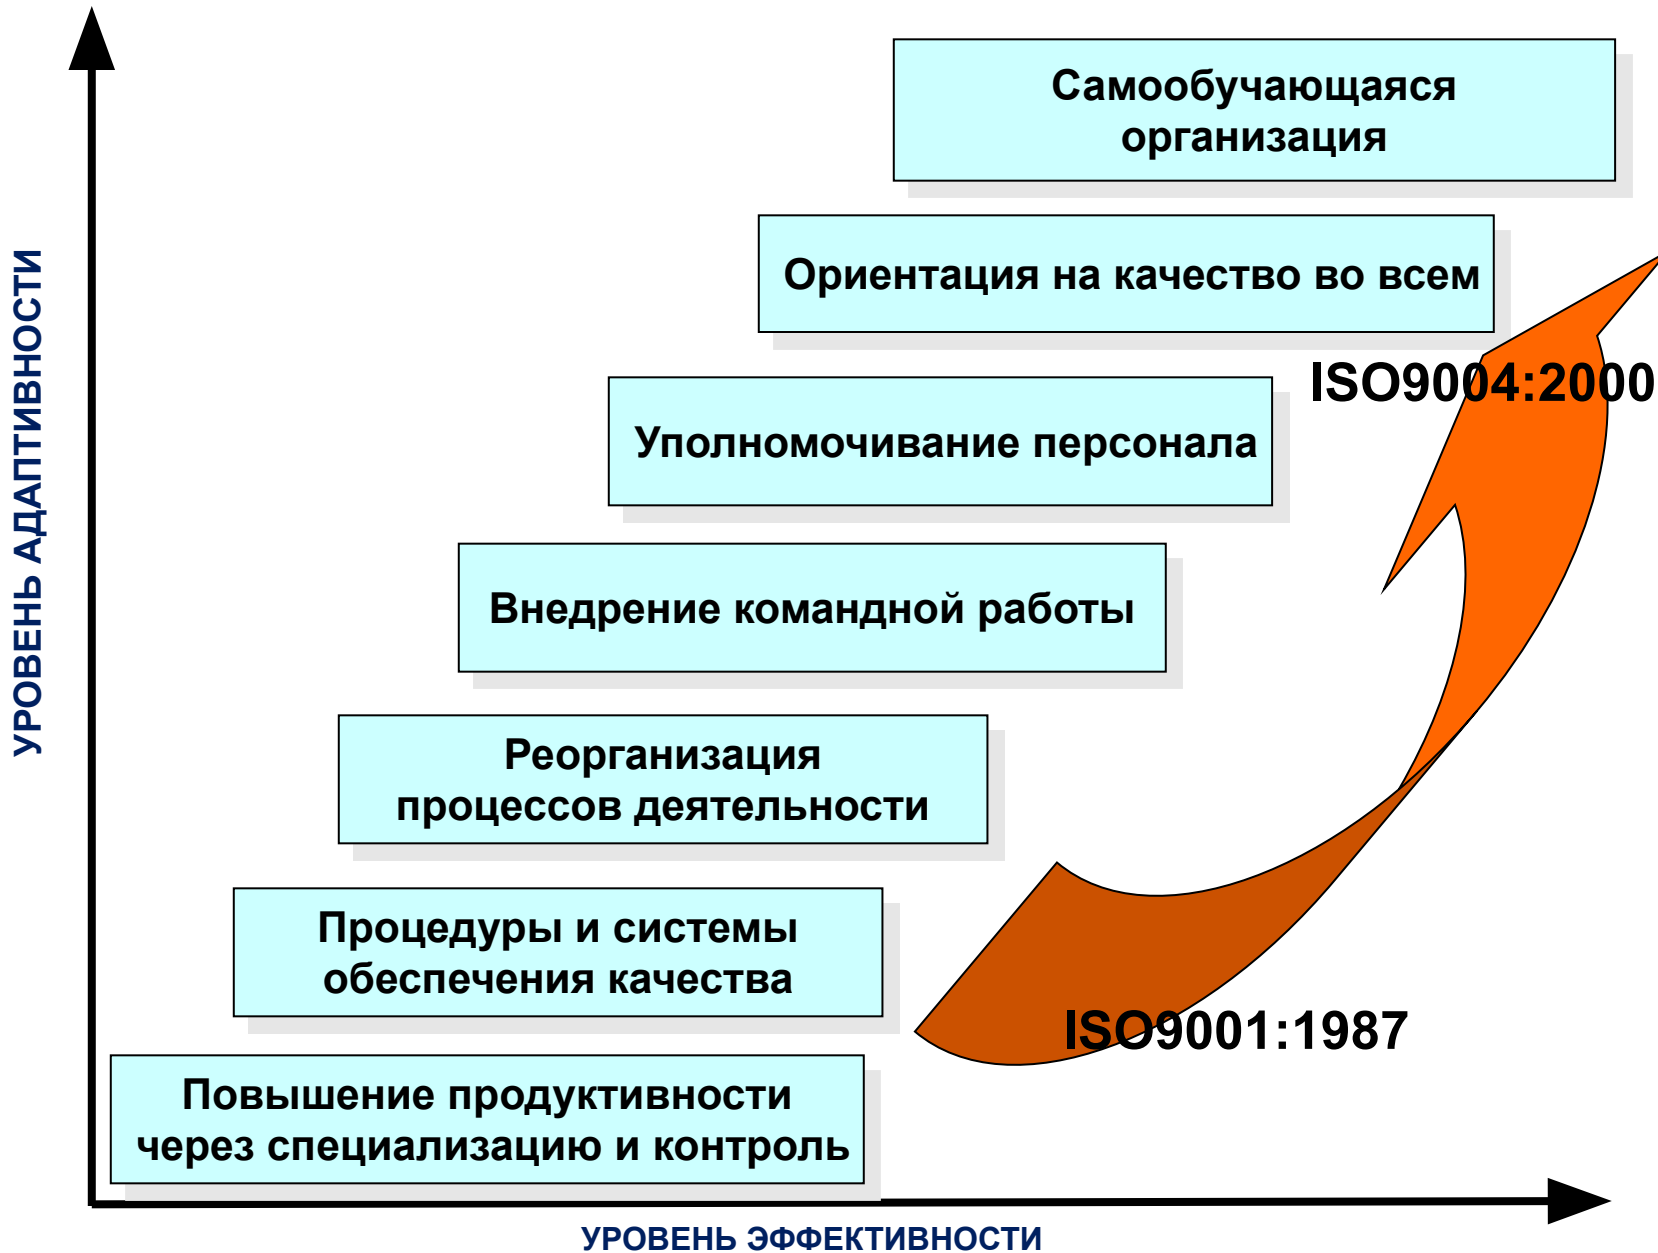 Самообучающаяся
организация
Ориентация на качество во всем
ISO9004:2000
Уполномочивание персонала
Внедрение командной работы
Реорганизация
процессов деятельности
Процедуры и системы
обеспечения качества
ISO9001:1987
Повышение продуктивности
через специализацию и контроль
УРОВЕНЬ АДАПТИВНОСТИ
УРОВЕНЬ ЭФФЕКТИВНОСТИ